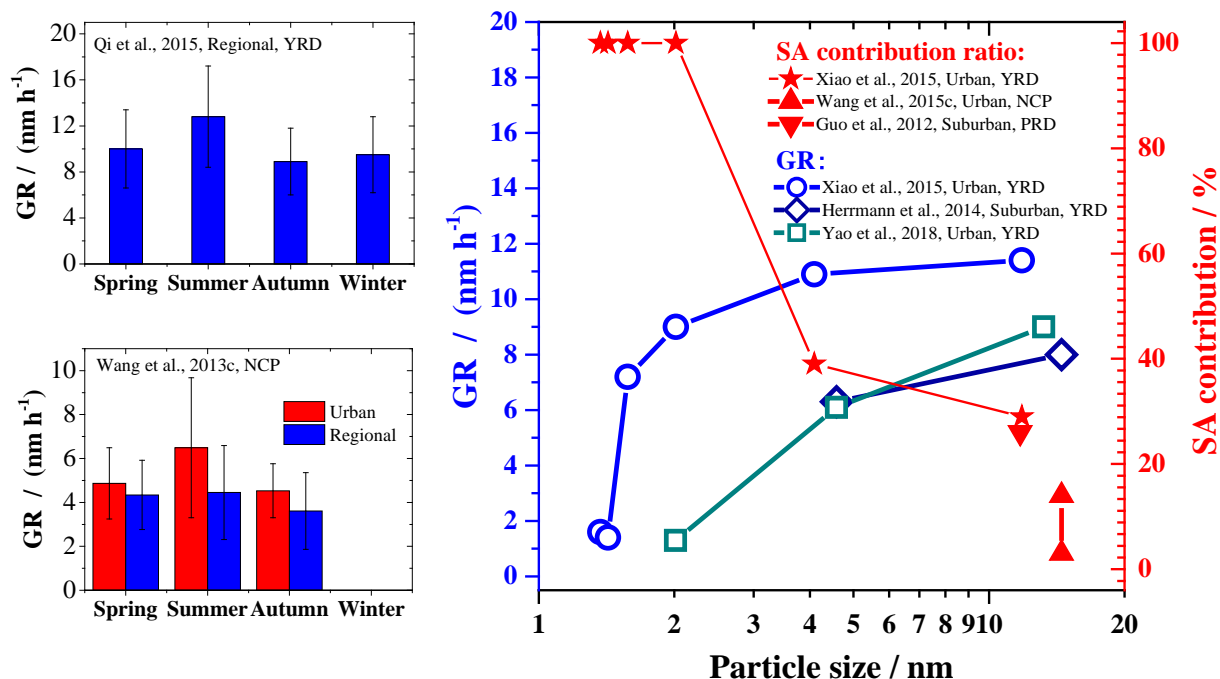 Qi et al., 2015, Regional, YRD
GR / (nm h-1)
20
16
12
8
4
0
Spring Summer Autumn Winter
Wang et al., 2013c, NCP
Urban
Regional
GR / (nm h-1)
10
8
6
4
2
0
Spring Summer Autumn Winter
GR / (nm h-1)
20
18
16
14
12
10
8
6
4
2
0
SA contribution ratio:
Xiao et al., 2015, Urban, YRD
Wang et al., 2015c, Urban, NCP
Guo et al., 2012, Suburban, PRD
GR:
Xiao et al., 2015, Urban, YRD
Herrmann et al., 2014, Suburban, YRD
Yao et al., 2018, Urban, YRD
100
80
60
40
20
0
SA contribution / %
1 2 3 4 5 6 7 8 9 10 20
Particle size / nm